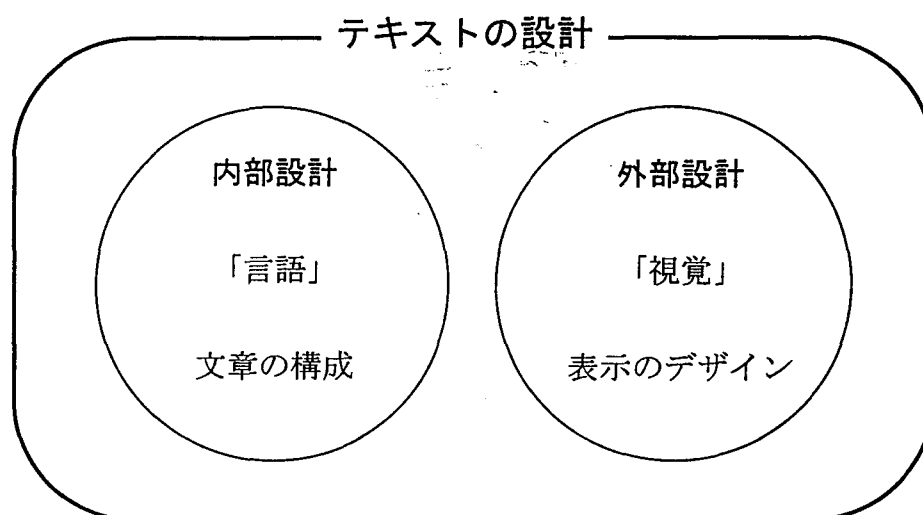 テキストの設計
内部設計
「言語」
文章の構成
外部設計
「視覚」
表示のデザイン